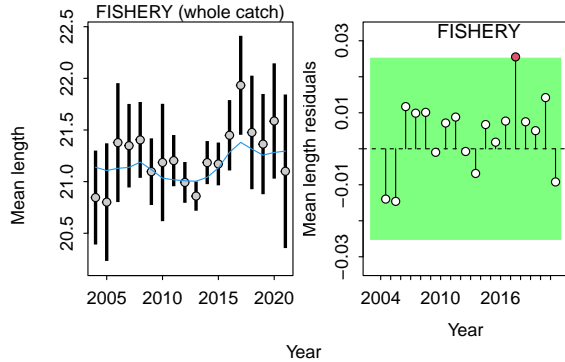 FISHERY (whole catch)
Mean length
22.5
22.0
21.5
21.0
20.5
2005 2010 2015 2020
FISHERY
Mean length residuals
0.03
0.01
−0.01
−0.03
2004 2010 2016
Year
Year